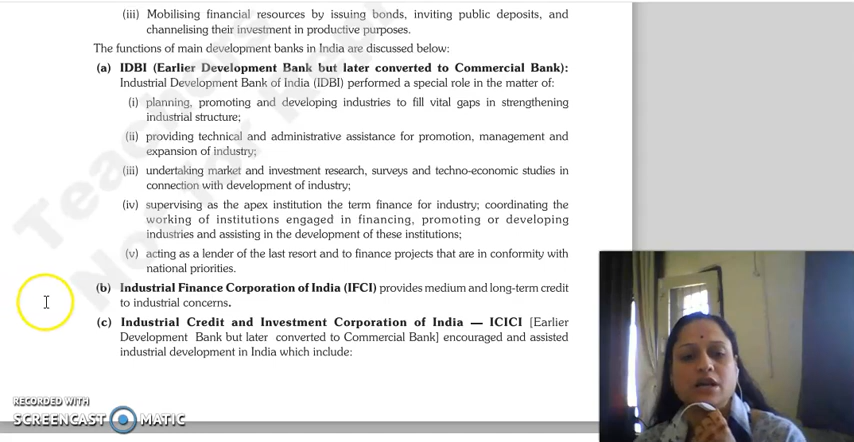 (iii) Mobilising financial resources by issuing bonds, inviting public deposits, and
channelising their investment in productive purposes.
The functions of main development banks in India are discussed below:
(a) IDBI (Earlier Development Bank but later converted to Commercial Bank):
Industrial Development Bank of India (IDBI) performed a special role in the matter of:
(i) planning, promoting and developing industries to fill vital gaps in strengthening
industrial structure;
(ii) providing technical and administrative assistance for promotion, management and
expansion of industry;
(iii) undertaking market and investment research, surveys and techno-economic studies in
connection with development of industry;
(iv) supervising as the apex institution the term finance for industry; coordinating the
working of institutions engaged in financing, promoting or developing
industries and assisting in the development of these institutions;
(v) acting as a lender of the last resort and to finance projects that are in conformity with
national priorities.
(b) Industrial Finance Corporation of India (IFCI) provides medium and long-term credit
to industrial concerns.
(c) Industrial Credit and Investment Corporation of India — ICICI [Earlier
Development Bank but later converted to Commercial Bank] encouraged and assisted
industrial development in India which include:
Teachers
RECORDED WITH
SCREENCAST MATIC